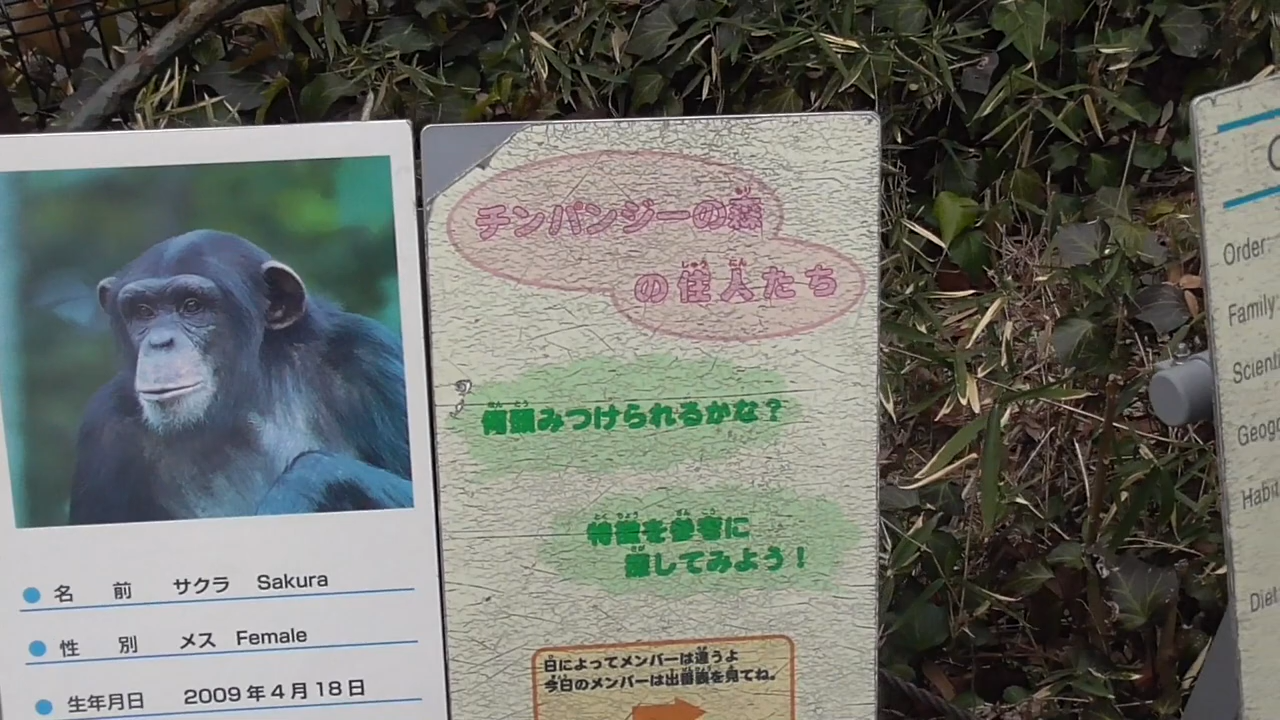 名 前 サクラ Sakura
性 別 メス Female
生年月日 2009年4月18日
チンパンジーの森
の住人たち
何頭みつけられるかな?
特徴を参考に
探してみよう!
日によってメンバーは違うよ
今日のメンバーは出番表を見てね。
Order:
Family
Diet